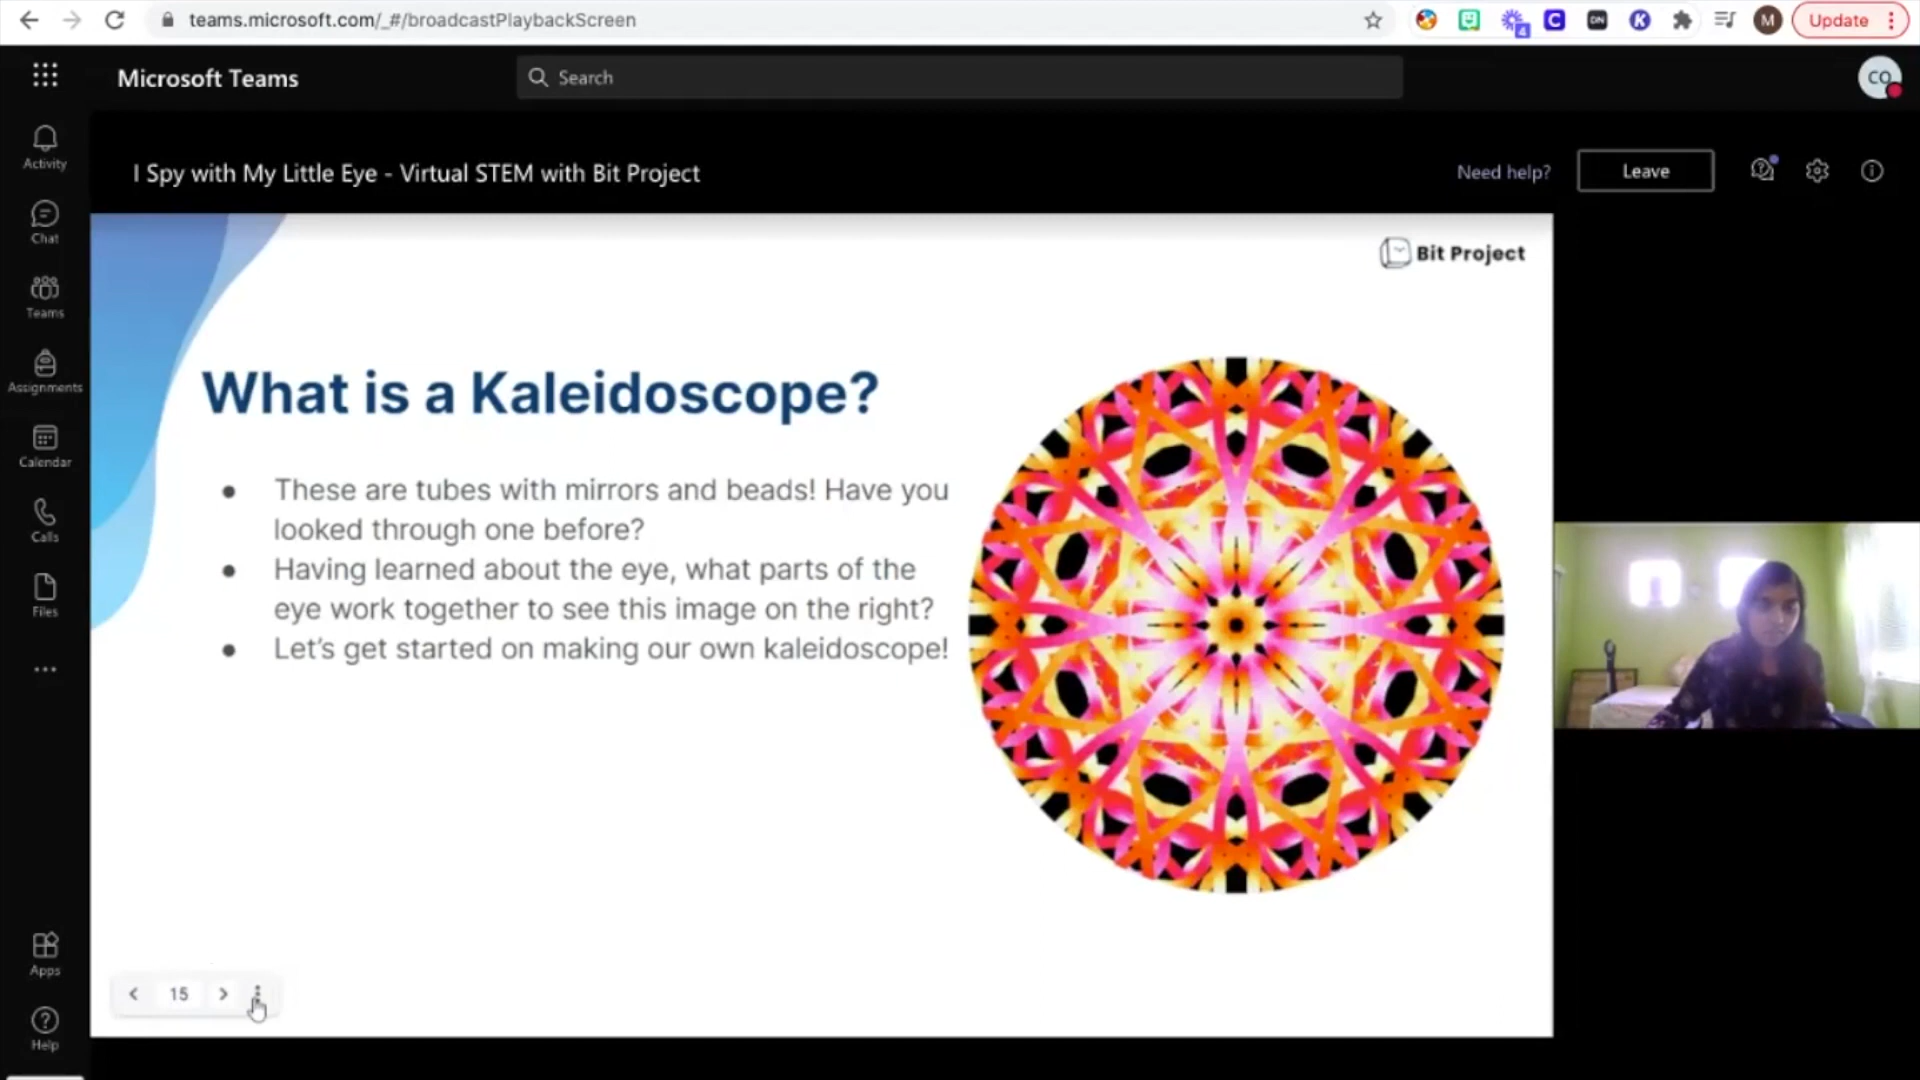 teams.microsoft.com/_#/broadcastPlaybackScreen
4
C
DN
K
M
Update
Microsoft Teams
Search
CO
Activity
Chat
Teams
Assignments
Calendar
Calls
Files
Apps
Help
I Spy with My Little Eye - Virtual STEM with Bit Project
Need help?
Leave
Bit Project
What is a Kaleidoscope?
These are tubes with mirrors and beads! Have you
looked through one before?
Having learned about the eye, what parts of the
eye work together to see this image on the right?
Let's get started on making our own kaleidoscope!
15